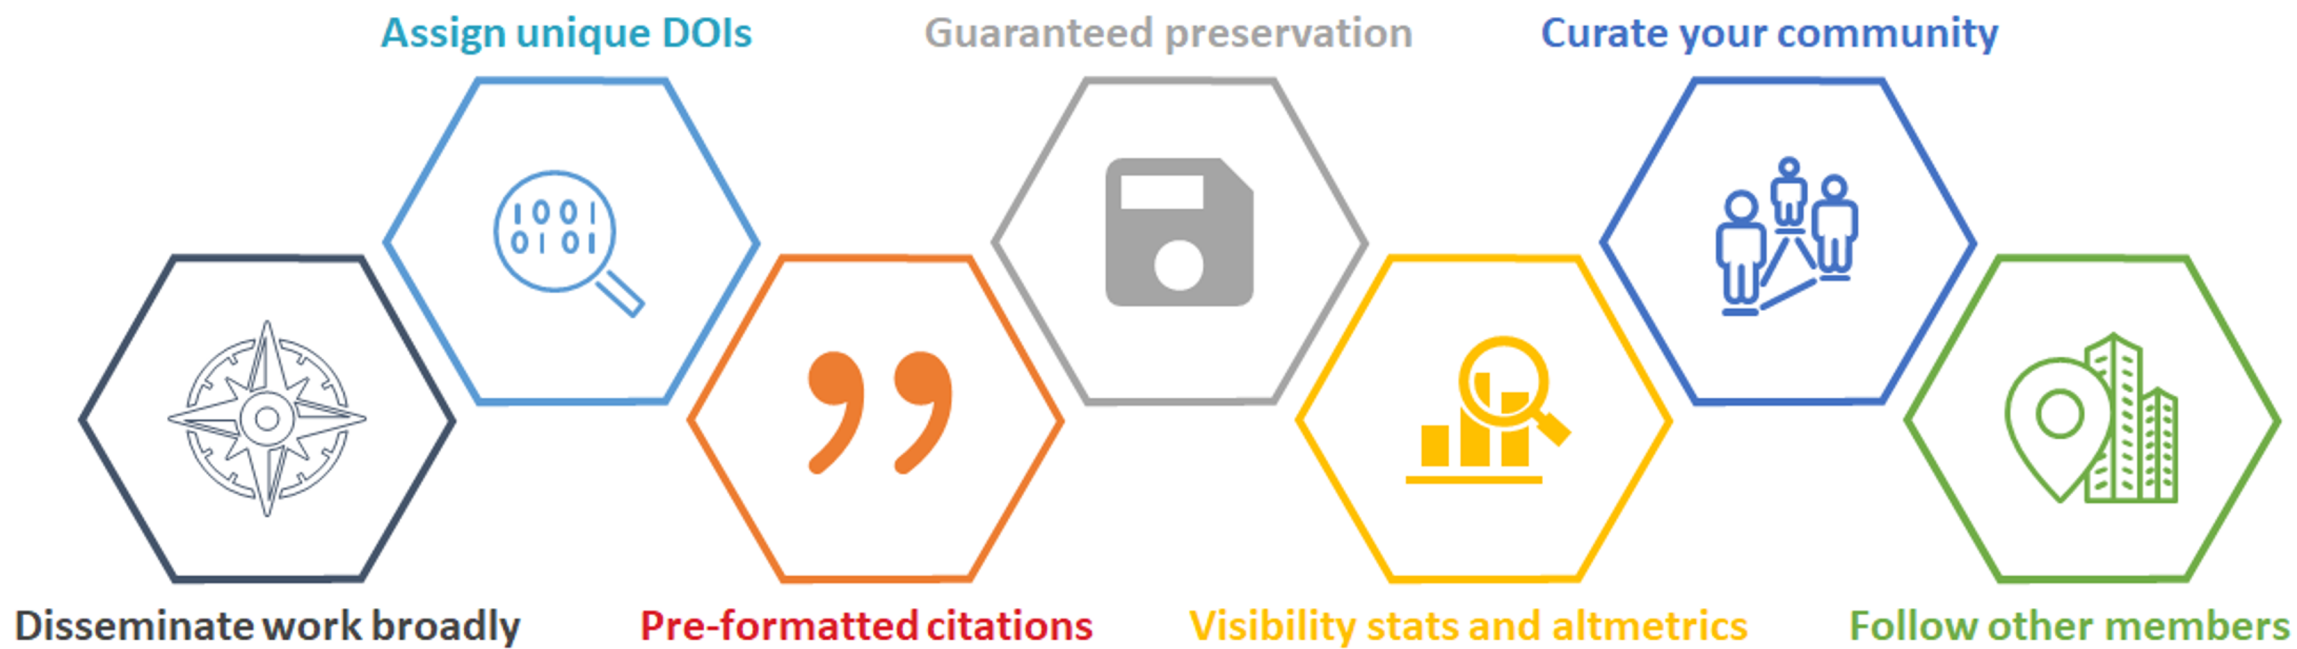 Assign unique DOIs
Guaranteed preservation
Curate your community
1001
0101
Disseminate work broadly
Pre-formatted citations
Visibility stats and altmetrics
Follow other members